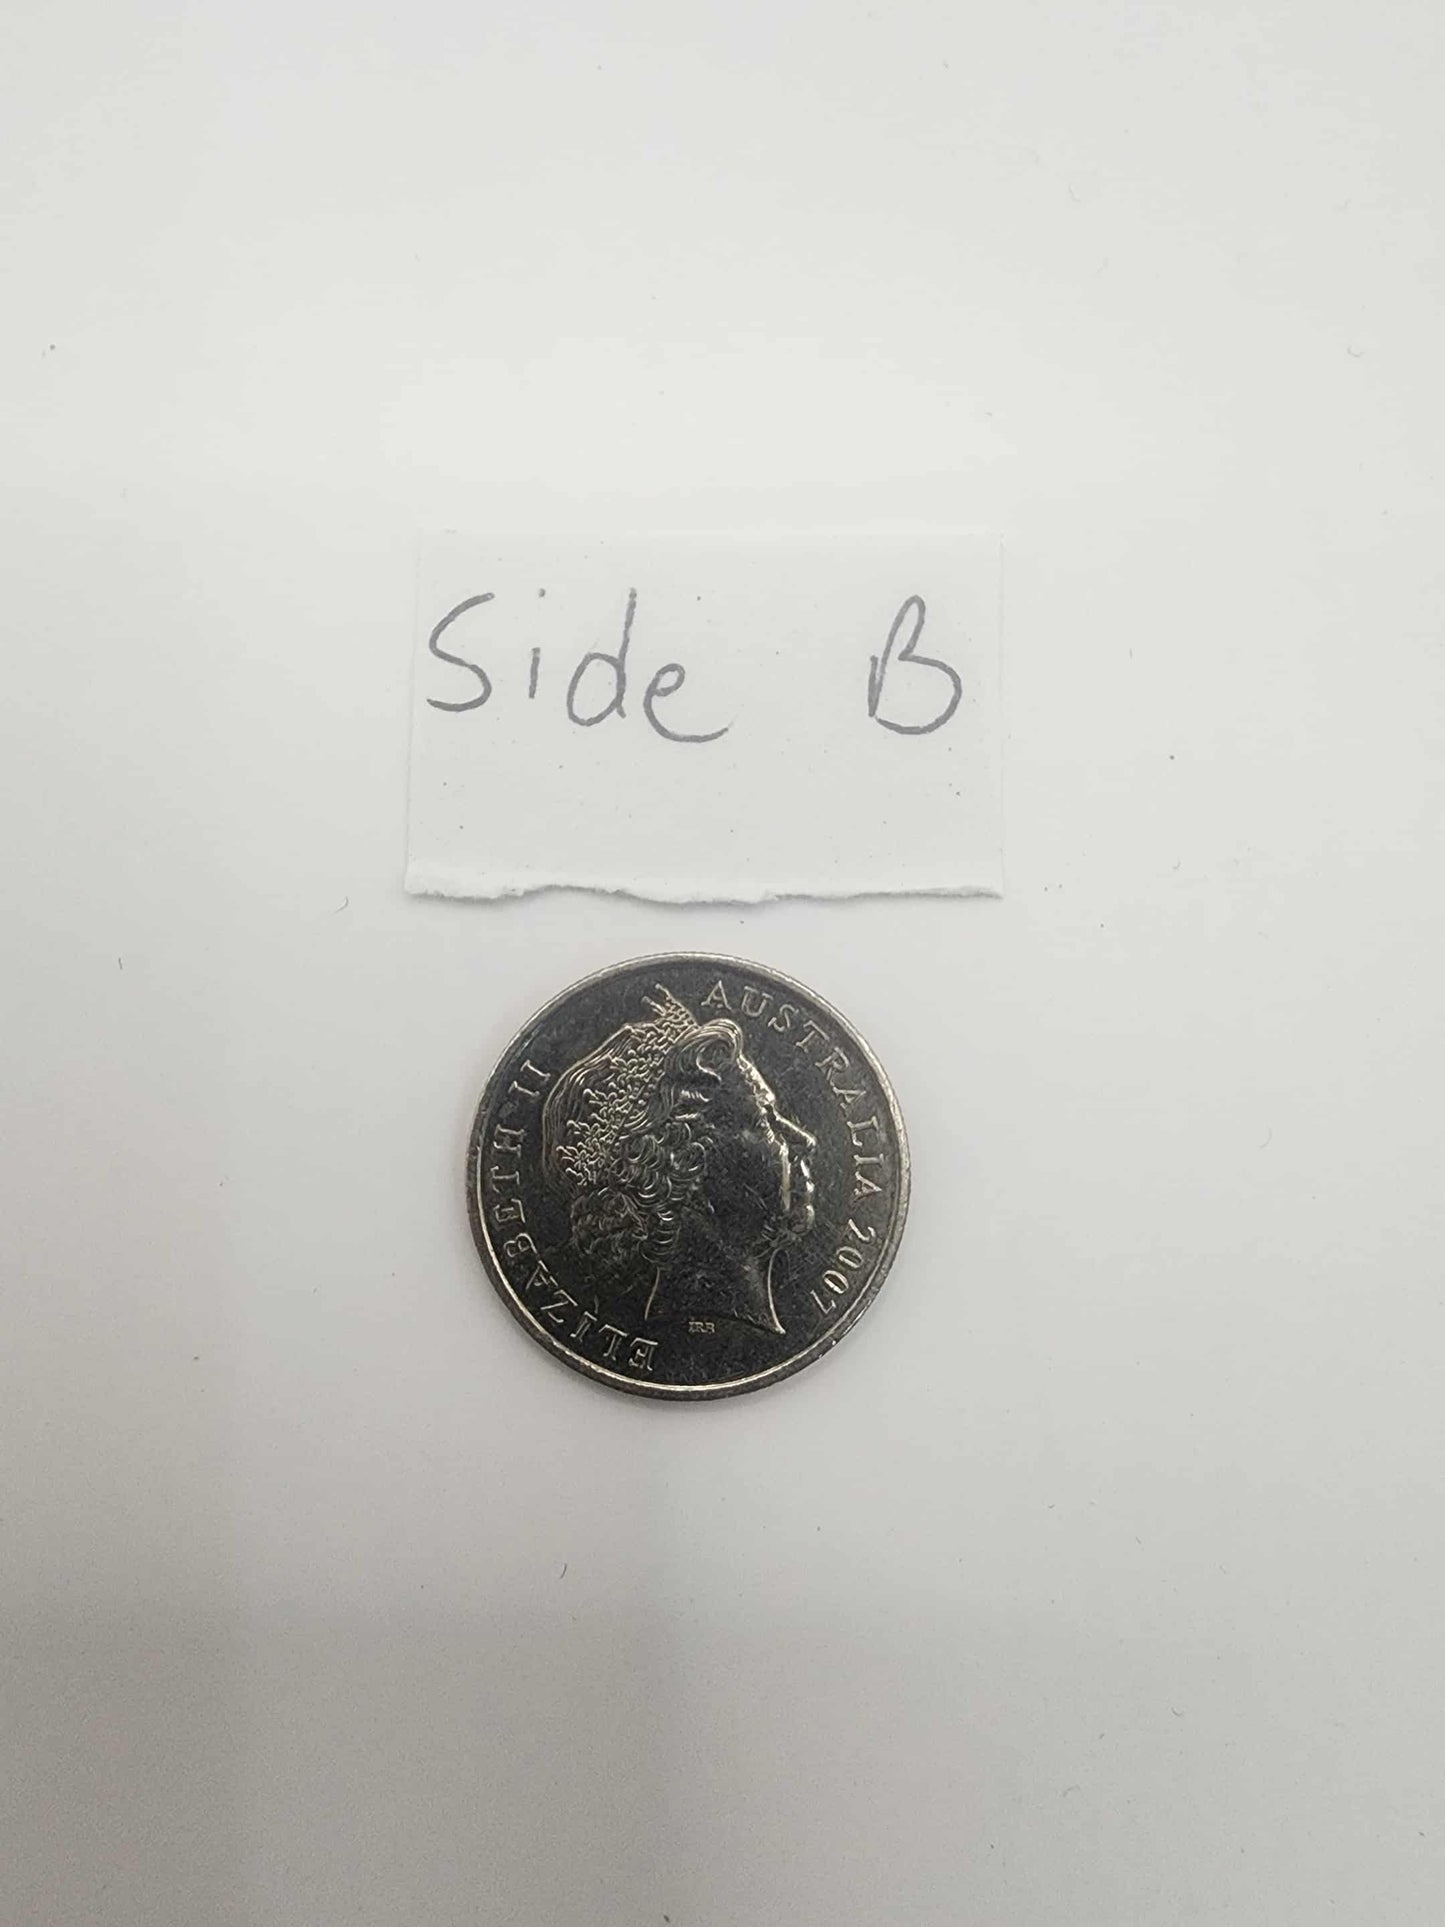 Side B
ELIZABETH II
AUSTRALIA 2007
IRB